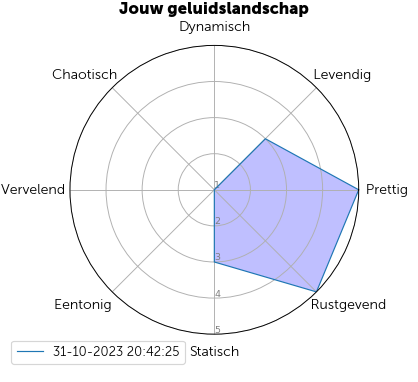 Jouw geluidslandschap
Dynamisch
Chaotisch
Levendig
Vervelend
1
Prettig
2
3
4
Eentonig
Rustgevend
5
31-10-2023 20:42:25
Statisch